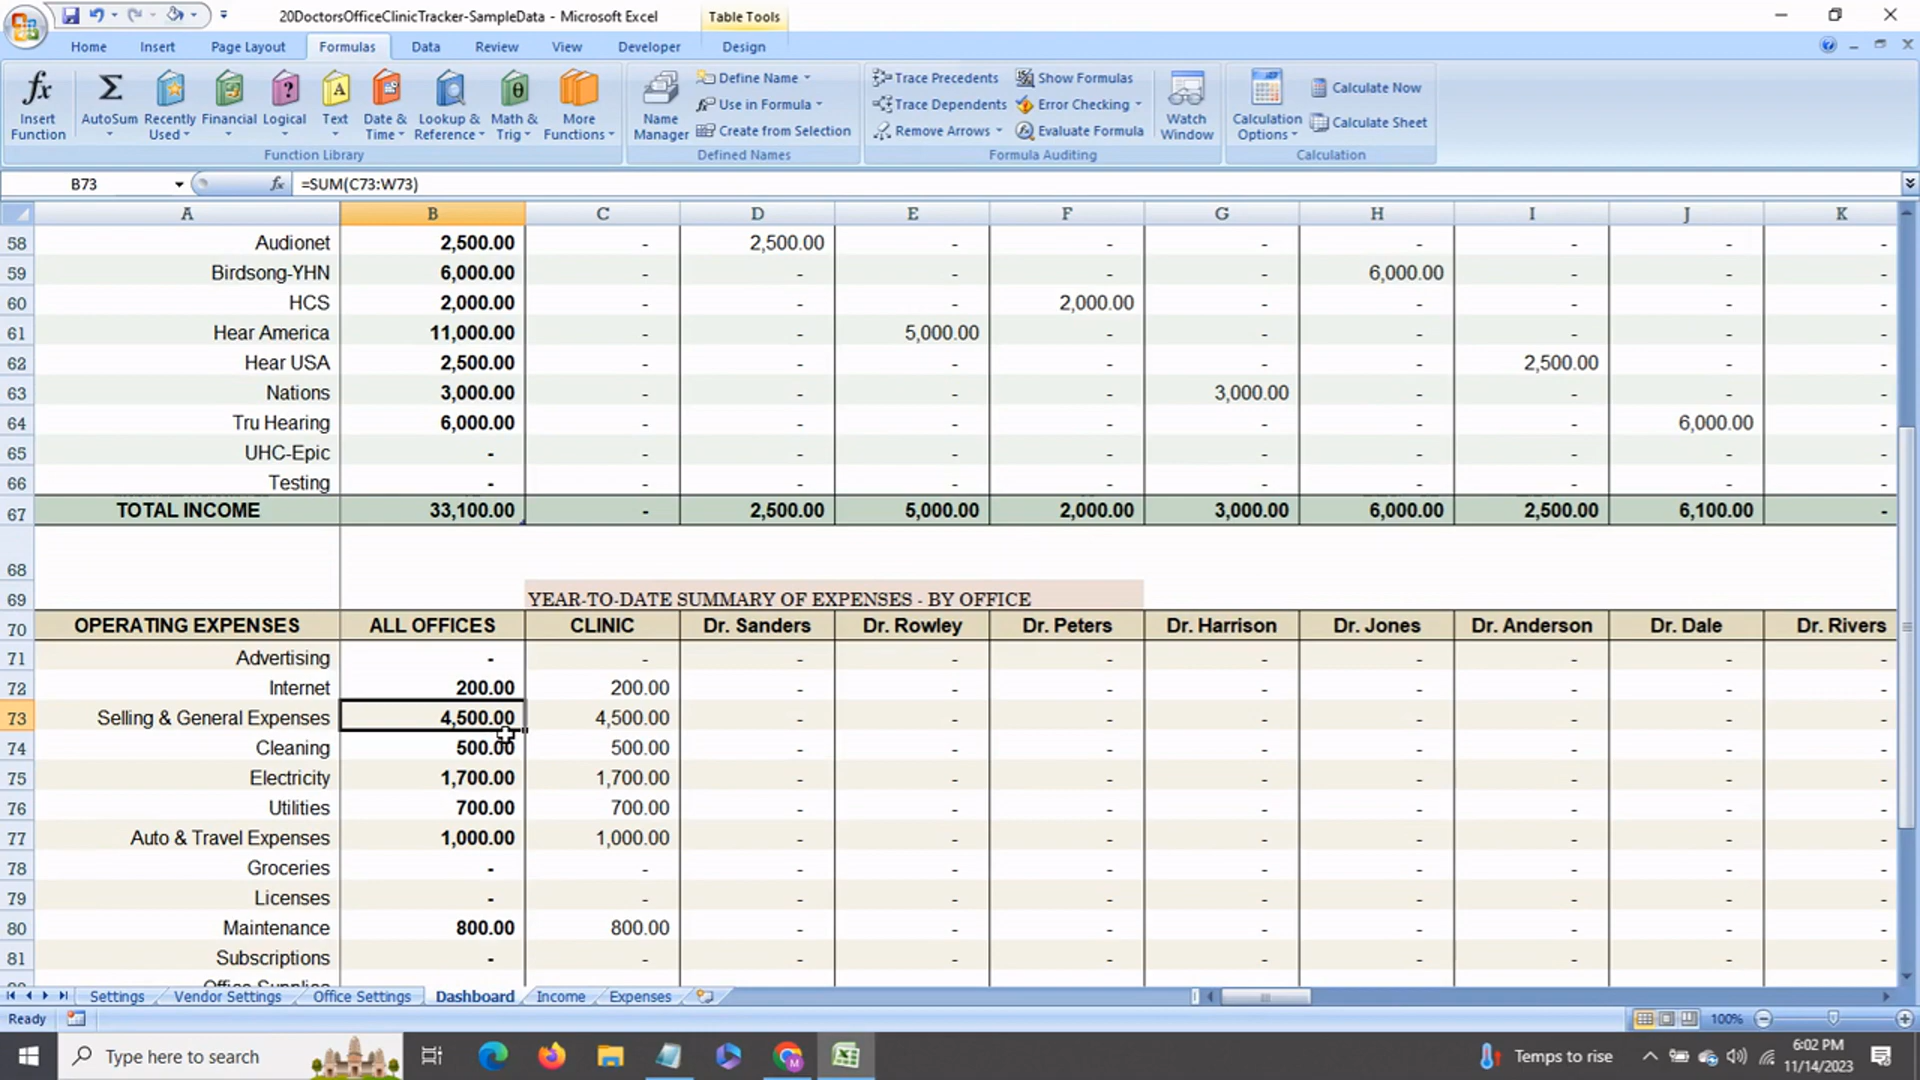 20DoctorsOfficeClinicTracker-SampleData - Microsoft Excel
Table Tools
Home Insert Page Layout Formulas Data Review View Developer Design
Insert Function
AutoSum
Recently Used
Financial
Logical
Text
Date & Time
Lookup & Reference
Math & Trig
More Functions
Function Library
Name Manager
Define Name
Use in Formula
Create from Selection
Defined Names
Trace Precedents
Trace Dependents
Remove Arrows
Show Formulas
Error Checking
Evaluate Formula
Watch Window
Formula Auditing
Calculation Options
Calculate Now
Calculate Sheet
Calculation
B73 fx =SUM(C73:W73)
A B C D E F G H I J K
58 Audionet 2,500.00 - 2,500.00 - - - - - - -
59 Birdsong-YHN 6,000.00 - - - - - 6,000.00 - - -
60 HCS 2,000.00 - - - 2,000.00 - - - - -
61 Hear America 11,000.00 - - 5,000.00 - - - - - -
62 Hear USA 2,500.00 - - - - - - 2,500.00 - -
63 Nations 3,000.00 - - - - 3,000.00 - - - -
64 Tru Hearing 6,000.00 - - - - - - - 6,000.00 -
65 UHC-Epic - - - - - - - - - -
66 Testing - - - - - - - - - -
67 TOTAL INCOME 33,100.00 - 2,500.00 5,000.00 2,000.00 3,000.00 6,000.00 2,500.00 6,100.00 -
68
69 YEAR-TO-DATE SUMMARY OF EXPENSES - BY OFFICE
70 OPERATING EXPENSES ALL OFFICES CLINIC Dr. Sanders Dr. Rowley Dr. Peters Dr. Harrison Dr. Jones Dr. Anderson Dr. Dale Dr. Rivers
71 Advertising - - - - - - - - - -
72 Internet 200.00 200.00 - - - - - - - -
73 Selling & General Expenses 4,500.00 4,500.00 - - - - - - - -
74 Cleaning 500.00 500.00 - - - - - - - -
75 Electricity 1,700.00 1,700.00 - - - - - - - -
76 Utilities 700.00 700.00 - - - - - - - -
77 Auto & Travel Expenses 1,000.00 1,000.00 - - - - - - - -
78 Groceries - - - - - - - - - -
79 Licenses - - - - - - - - - -
80 Maintenance 800.00 800.00 - - - - - - - -
81 Subscriptions - - - - - - - - - -
Office Supplies
Settings Vendor Settings Office Settings Dashboard Income Expenses
Ready 100%
Type here to search
Temps to rise
6:02 PM
11/14/2023